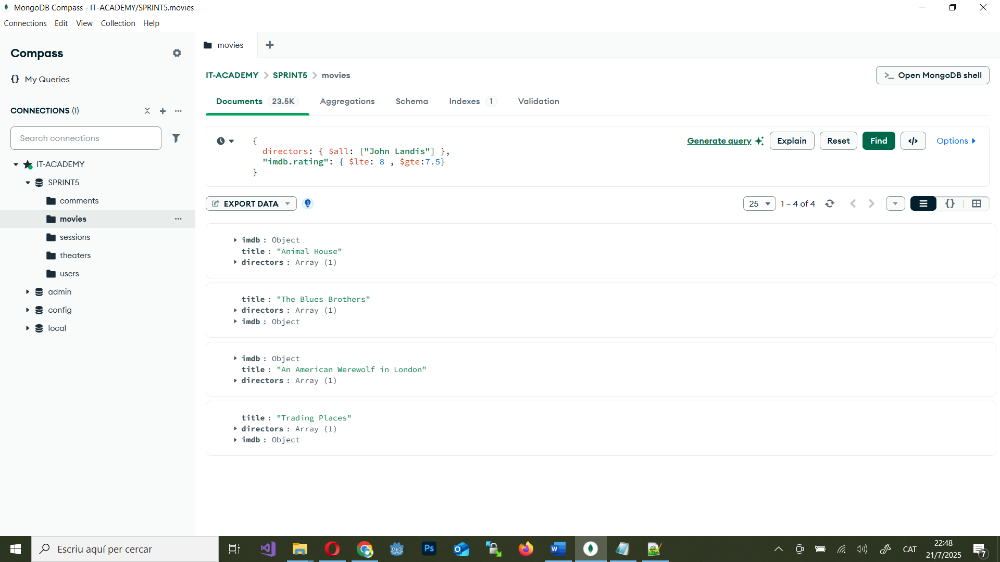 MongoDB Compass - IT-ACADEMY/SPRINT5.movies
Connections Edit View Collection Help
Compass
{} My Queries
CONNECTIONS (1)
Search connections
IT-ACADEMY
SPRINT5
comments
movies
sessions
theaters
users
admin
config
local
movies
IT-ACADEMY > SPRINT5 > movies
>_ Open MongoDB shell
Documents 23.5K Aggregations Schema Indexes 1 Validation
{
directors: { $all: ["John Landis"] },
"imdb.rating": { $lte: 8 , $gte:7.5}
}
Generate query Explain Reset Find </> Options
EXPORT DATA
25 1 – 4 of 4 {}
imdb : Object
title : "Animal House"
directors : Array (1)
title : "The Blues Brothers"
directors : Array (1)
imdb : Object
imdb : Object
title : "An American Werewolf in London"
directors : Array (1)
title : "Trading Places"
directors : Array (1)
imdb : Object
Escriu aquí per cercar
Ps
CAT
22:48
21/7/2025
7